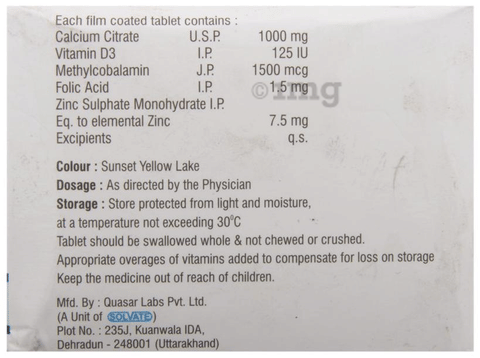 Each film coated tablet contains :
Calcium Citrate U.S.P. 1000 mg
Vitamin D3 I.P. 125 IU
Methylcobalamin J.P. 1500 mcg
Folic Acid I.P. 1.5 mg
Zinc Sulphate Monohydrate I.P.
Eq. to elemental Zinc 7.5 mg
Excipients q.s.
Colour : Sunset Yellow Lake
Dosage : As directed by the Physician
Storage : Store protected from light and moisture,
at a temperature not exceeding 30°C
Tablet should be swallowed whole & not chewed or crushed.
Appropriate overages of vitamins added to compensate for loss on storage
Keep the medicine out of reach of children.
Mfd. By : Quasar Labs Pvt. Ltd.
(A Unit of SOLVATE)
Plot No. : 235J, Kuanwala IDA,
Dehradun - 248001 (Uttarakhand)